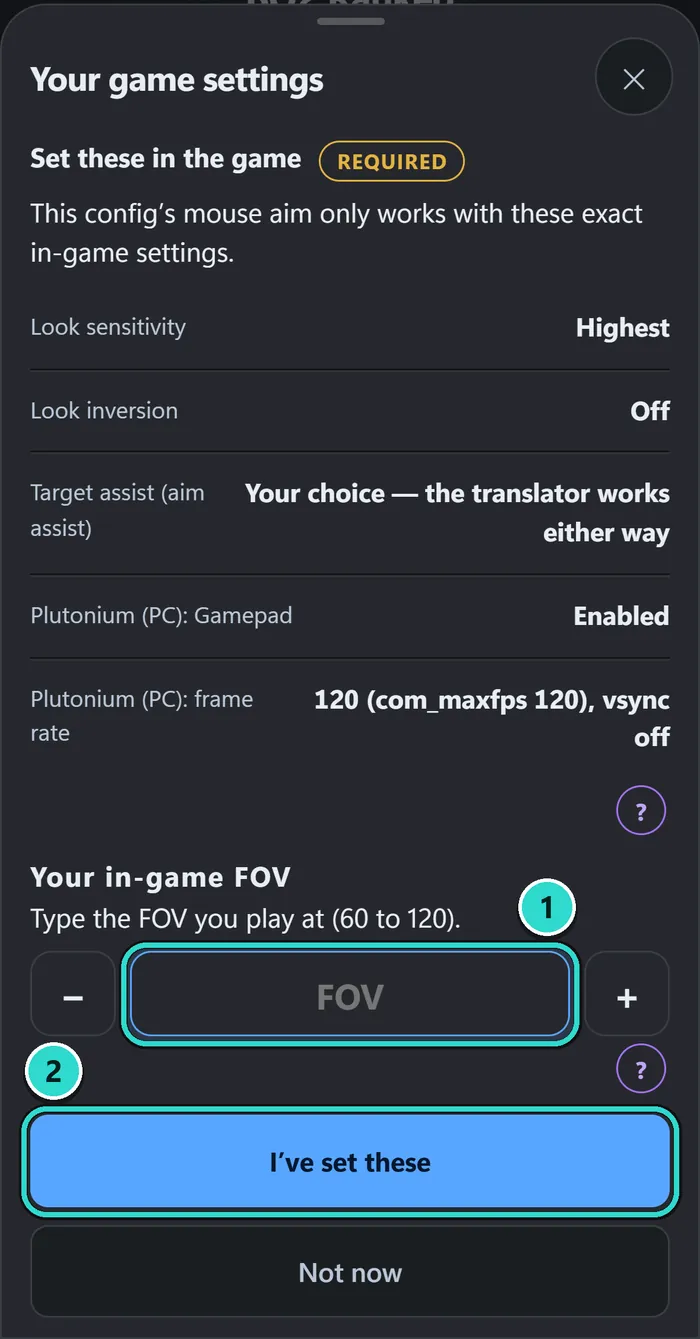 Your game settings
Set these in the game REQUIRED
This config’s mouse aim only works with these exact
in-game settings.
Look sensitivity Highest
Look inversion Off
Target assist (aim assist) Your choice — the translator works either way
Plutonium (PC): Gamepad Enabled
Plutonium (PC): frame rate 120 (com_maxfps 120), vsync off
?
Your in-game FOV
Type the FOV you play at (60 to 120).
1
− FOV +
2
?
I’ve set these
Not now